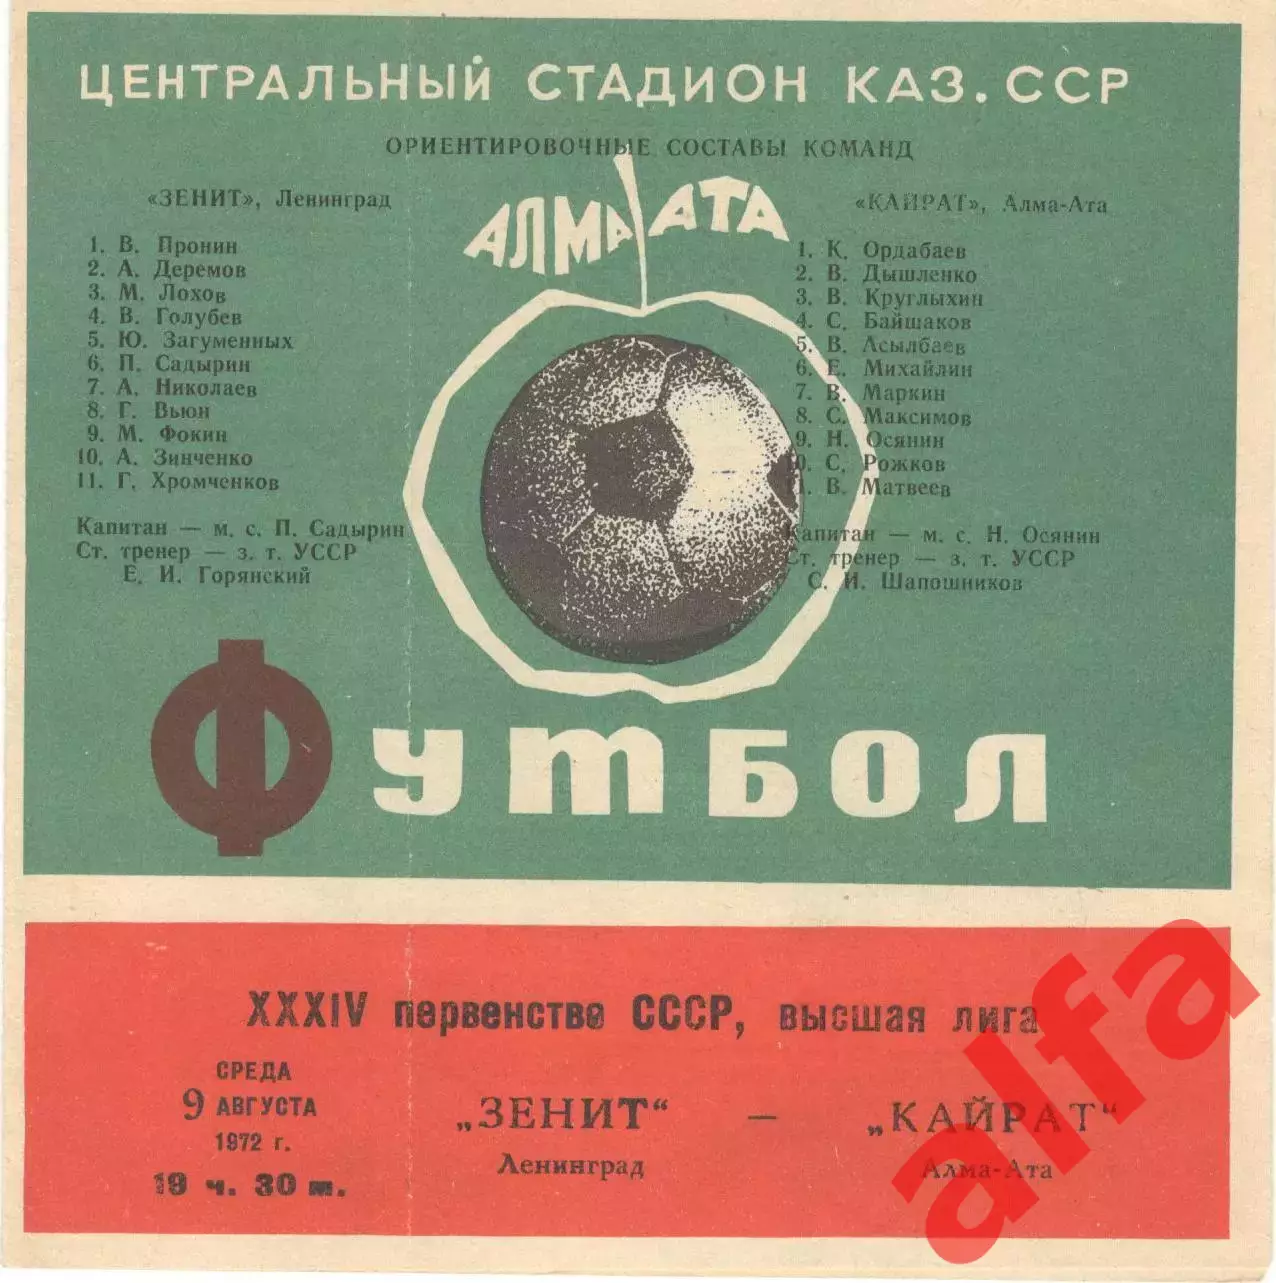 ЦЕНТРАЛЬНЫЙ СТАДИОН КАЗ. ССР
ОРИЕНТИРОВОЧНЫЕ СОСТАВЫ КОМАНД
АЛМА АТА
«ЗЕНИТ», Ленинград
1. В. Пронин
2. А. Деремов
3. М. Лохов
4. В. Голубев
5. Ю. Загуменных
6. П. Садырин
7. А. Николаев
8. Г. Вьюн
9. М. Фокин
10. А. Зинченко
11. Г. Хромченков
Капитан — м. с. П. Садырин
Ст. тренер — з. т. УССР
Е. И. Горянский
«КАЙРАТ», Алма-Ата
1. К. Ордабаев
2. В. Дышленко
3. В. Круглыхин
4. С. Байшаков
5. В. Асылбаев
6. Е. Михайлин
7. В. Маркин
8. С. Максимов
9. Н. Осянин
10. С. Рожков
11. В. Матвеев
Капитан — м. с. Н. Осянин
Ст. тренер — з. т. УССР
С. И. Шапошников
ФУТБОЛ
XXXIV первенство СССР, высшая лига
СРЕДА
9 АВГУСТА
1972 г.
19 ч. 30 м.
„ЗЕНИТ“ — „КАЙРАТ“
Ленинград Алма-Ата
alfa